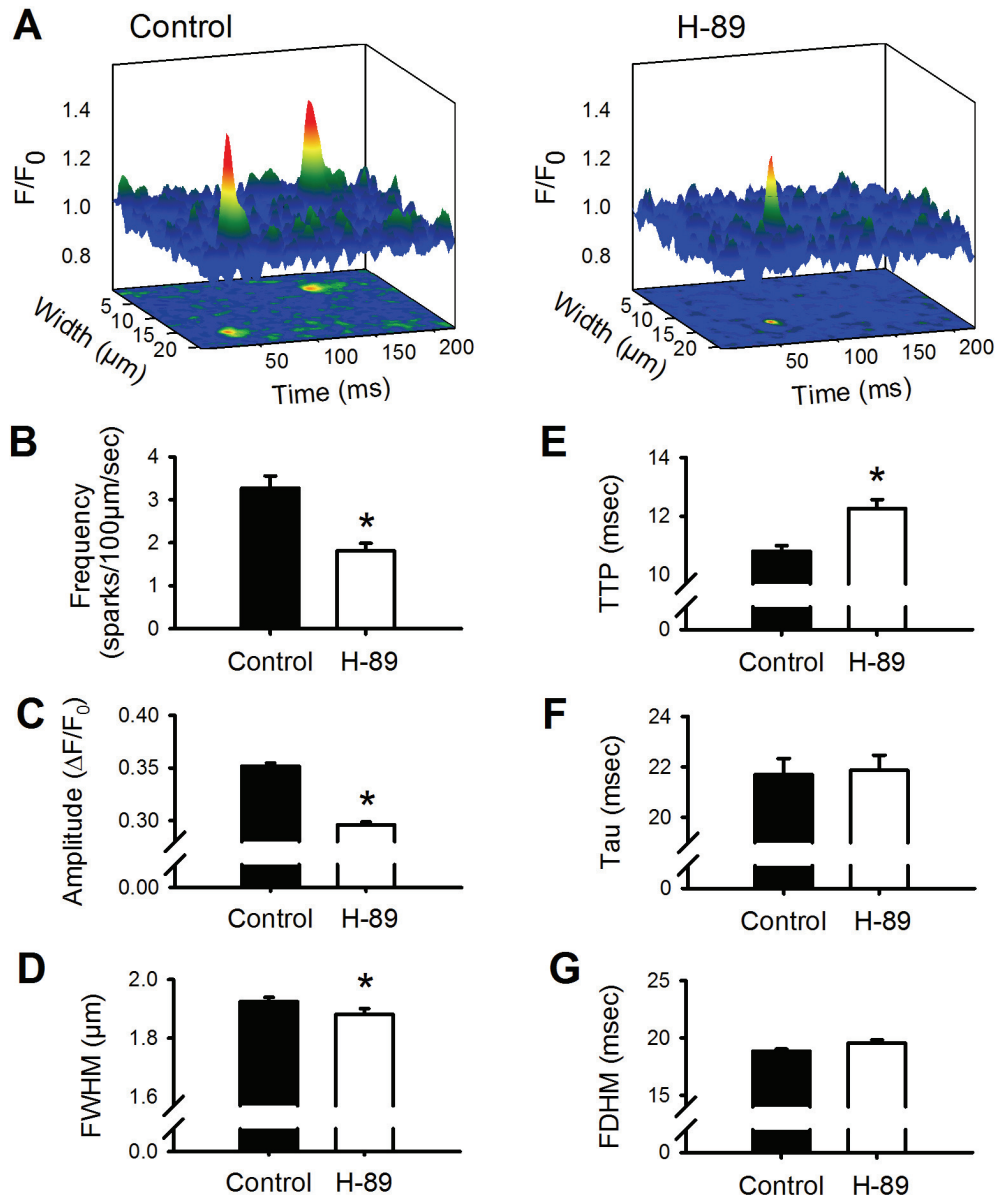 A
Control
H-89
1.4
1.2
1.0
0.8
F/F0
5
10
15
20
Width (µm)
50
100
150
200
Time (ms)
1.4
1.2
1.0
0.8
F/F0
5
10
15
20
Width (µm)
50
100
150
200
Time (ms)
B
Frequency
(sparks/100µm/sec)
4
3
2
1
0
*
Control H-89
E
TTP (msec)
14
12
10
0
*
Control H-89
C
Amplitude (ΔF/F0)
0.40
0.35
0.30
0.00
*
Control H-89
F
Tau (msec)
24
22
20
0
Control H-89
D
FWHM (µm)
2.0
1.8
1.6
0.0
*
Control H-89
G
FDHM (msec)
25
20
15
0
Control H-89